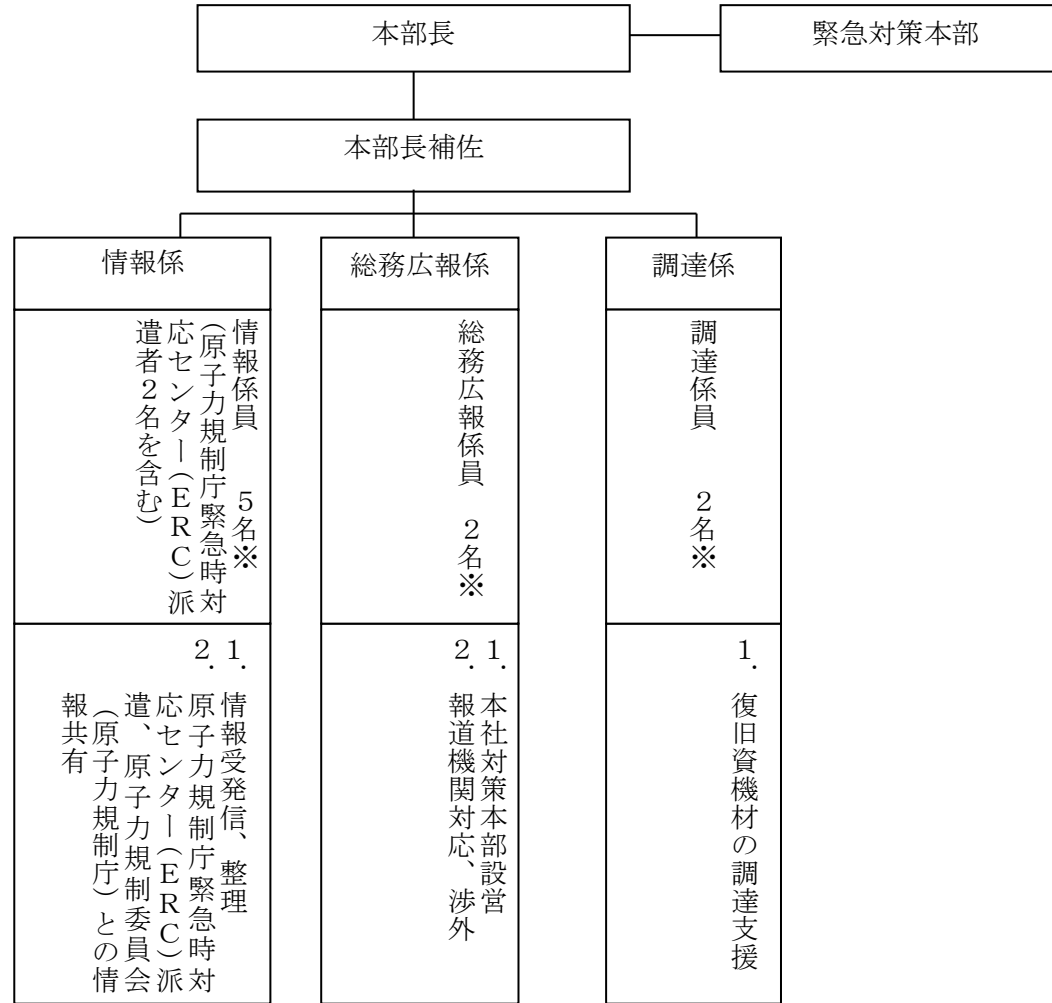 本部長
緊急対策本部
本部長補佐
情報係
総務広報係
調達係
情報係員　５名※
（原子力規制庁緊急時対
応センター（ＥＲＣ）派
遣者２名を含む）
総務広報係員　２名※
調達係員　２名※
１．情報受発信、整理
２．原子力規制庁緊急時対
応センター（ＥＲＣ）派
遣、原子力規制委員会
（原子力規制庁）との情
報共有
１．本社対策本部設営
２．報道機関対応、渉外
１．復旧資機材の調達支援